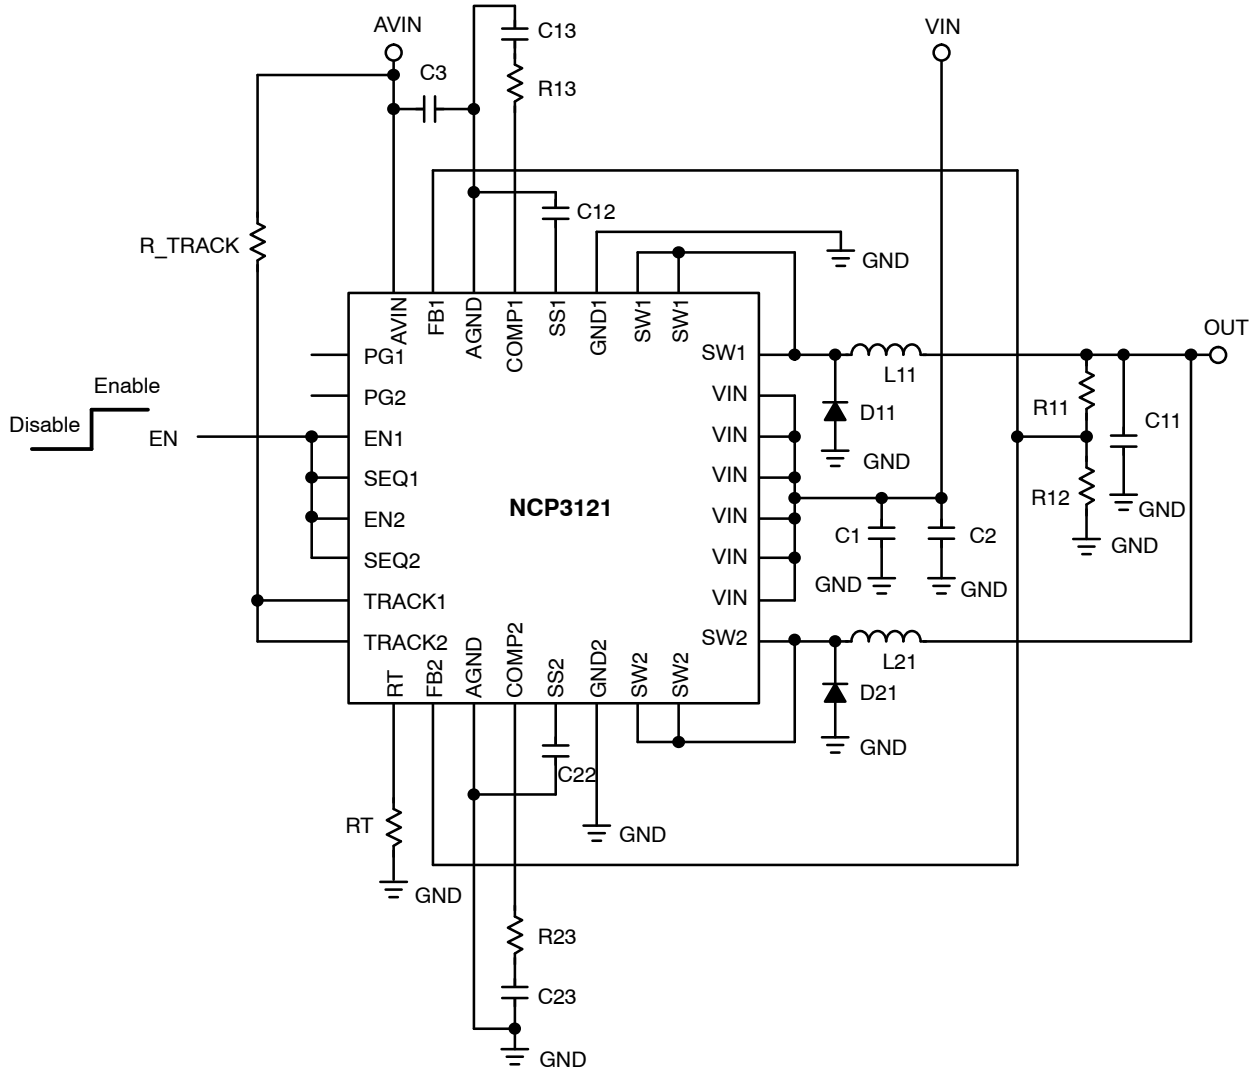 AVIN
C13
VIN
C3
R13
C12
R_TRACK
GND
AVIN
FB1
AGND
COMP1
SS1
GND1
SW1
SW1
OUT
PG1
SW1
L11
Enable
PG2
VIN
R11
D11
C11
Disable
EN
EN1
VIN
GND
SEQ1
VIN
R12
NCP3121
GND
EN2
VIN
C1
C2
GND
SEQ2
VIN
GND
GND
TRACK1
VIN
TRACK2
SW2
L21
RT
FB2
AGND
COMP2
SS2
GND2
SW2
SW2
D21
GND
C22
RT
GND
GND
R23
C23
GND